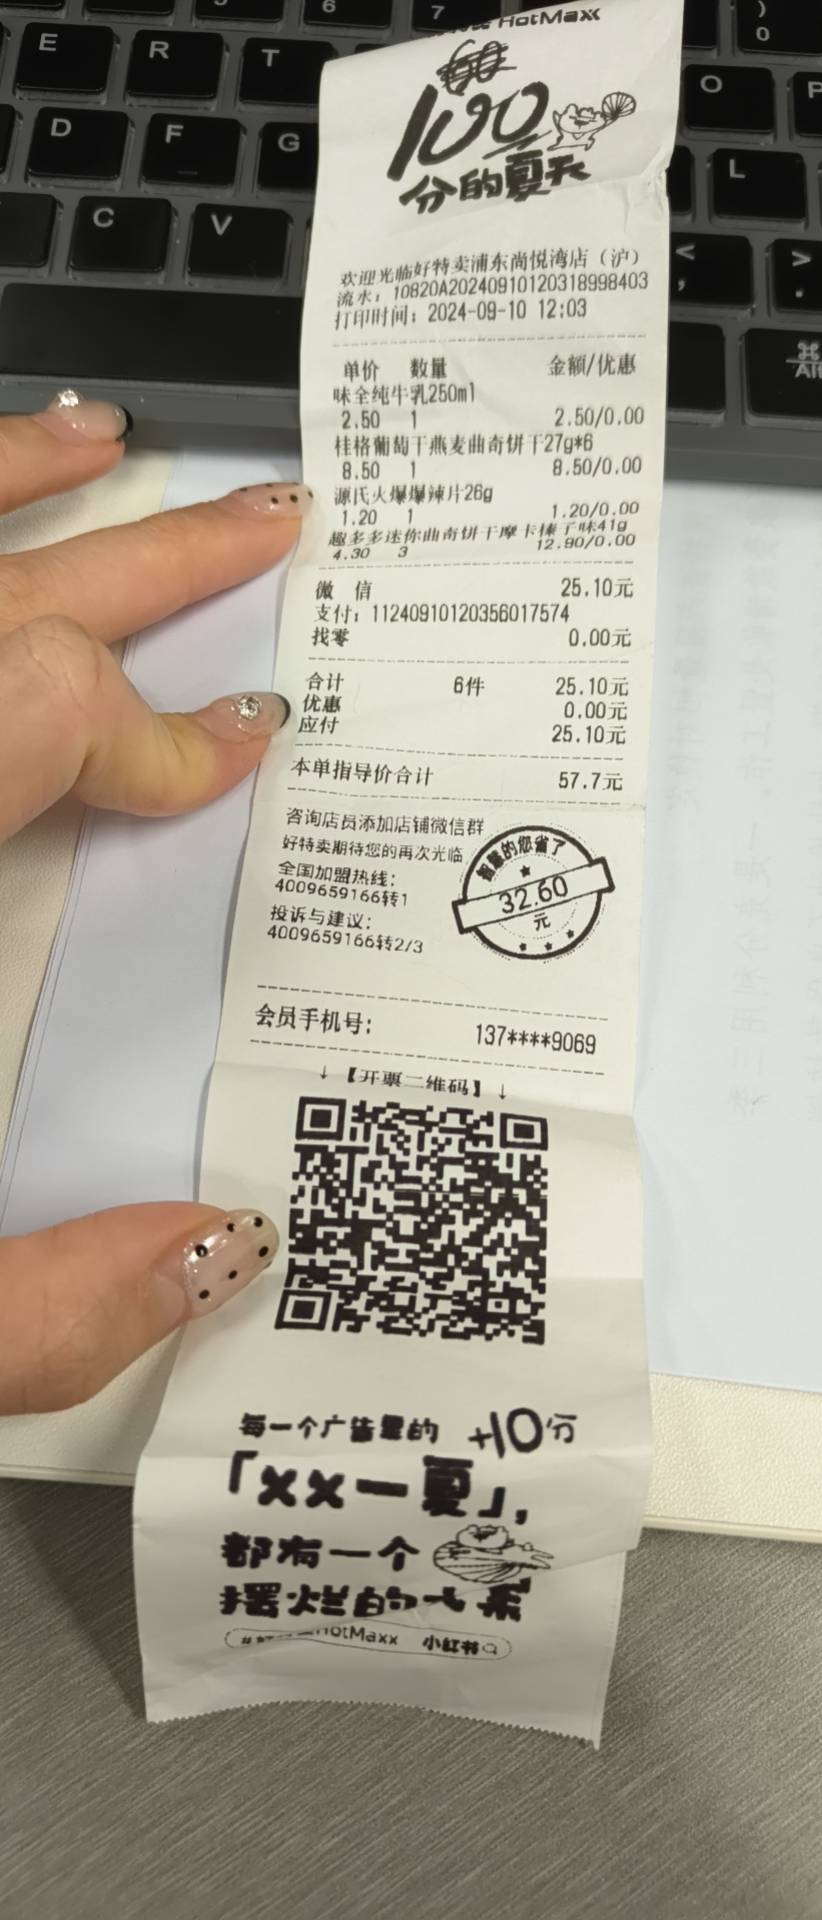 6
7
)
0
E
R
T
O
P
D
F
G
L
C
V
<
,
>
.
⌘
Alt
HotMaxx
100
分的夏天
欢迎光临好特卖浦东尚悦湾店（沪）
流水：10820A20240910120318998403
打印时间：2024-09-10 12:03
单价 数量 金额/优惠
味全纯牛乳250ml
2.50 1 2.50/0.00
桂格葡萄干燕麦曲奇饼干27g*6
8.50 1 8.50/0.00
源氏火爆爆辣片26g
1.20 1 1.20/0.00
趣多多迷你曲奇饼干摩卡榛子味41g
4.30 3 12.90/0.00
微 信 25.10元
支付：11240910120356017574
找零 0.00元
合计 6件 25.10元
优惠 0.00元
应付 25.10元
本单指导价合计 57.7元
咨询店员添加店铺微信群
好特卖期待您的再次光临
全国加盟热线：
4009659166转1
投诉与建议：
4009659166转2/3
智慧的您省了
32.60
元
会员手机号： 137****9069
↓ 【开票二维码】 ↓
每一个广告里的 +10分
「xx一夏」，
都有一个
摆烂的
HotMaxx 小红书